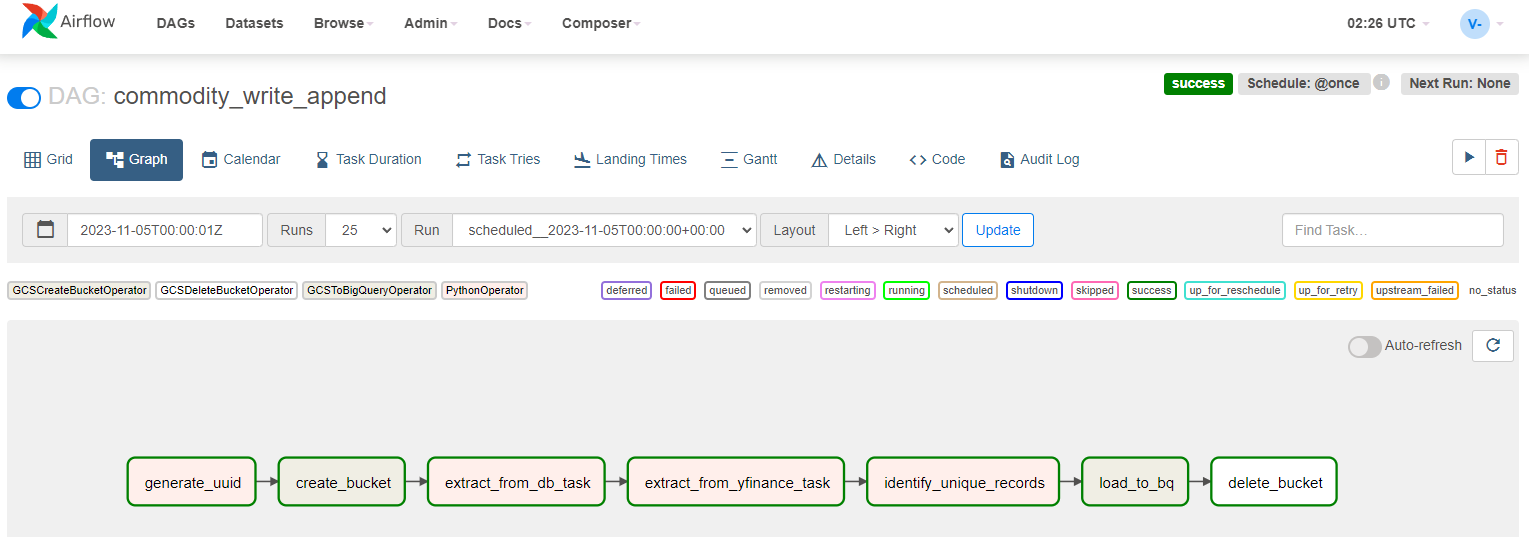 Airflow DAGs Datasets Browse Admin Docs Composer 02:26 UTC V-
DAG: commodity_write_append success Schedule: @once Next Run: None
Grid Graph Calendar Task Duration Task Tries Landing Times Gantt Details Code Audit Log
2023-11-05T00:00:01Z Runs 25 Run scheduled__2023-11-05T00:00:00+00:00 Layout Left > Right Update Find Task...
GCSCreateBucketOperator GCSDeleteBucketOperator GCSToBigQueryOperator PythonOperator deferred failed queued removed restarting running scheduled shutdown skipped success up_for_reschedule up_for_retry upstream_failed no_status
Auto-refresh
generate_uuid create_bucket extract_from_db_task extract_from_yfinance_task identify_unique_records load_to_bq delete_bucket